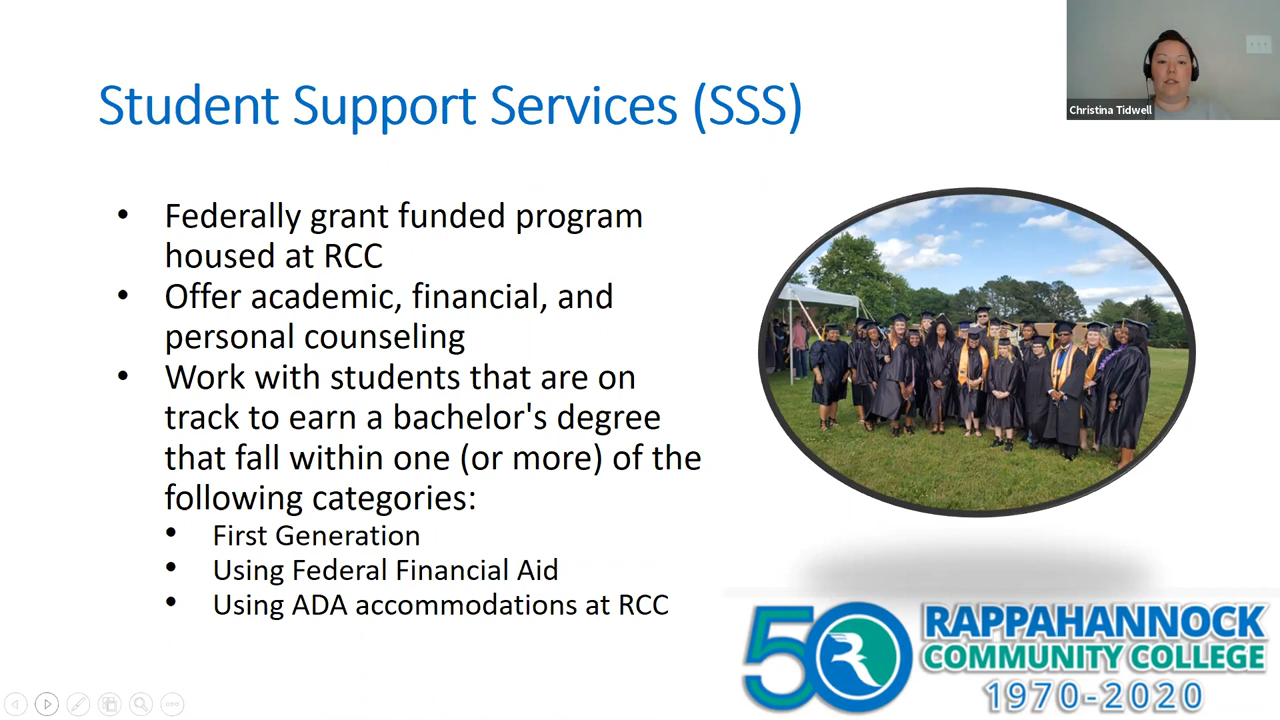 Student Support Services (SSS)
Christina Tidwell
• Federally grant funded program
housed at RCC
• Offer academic, financial, and
personal counseling
• Work with students that are on
track to earn a bachelor's degree
that fall within one (or more) of the
following categories:
• First Generation
• Using Federal Financial Aid
• Using ADA accommodations at RCC
50 RAPPAHANNOCK
COMMUNITY COLLEGE
1970-2020